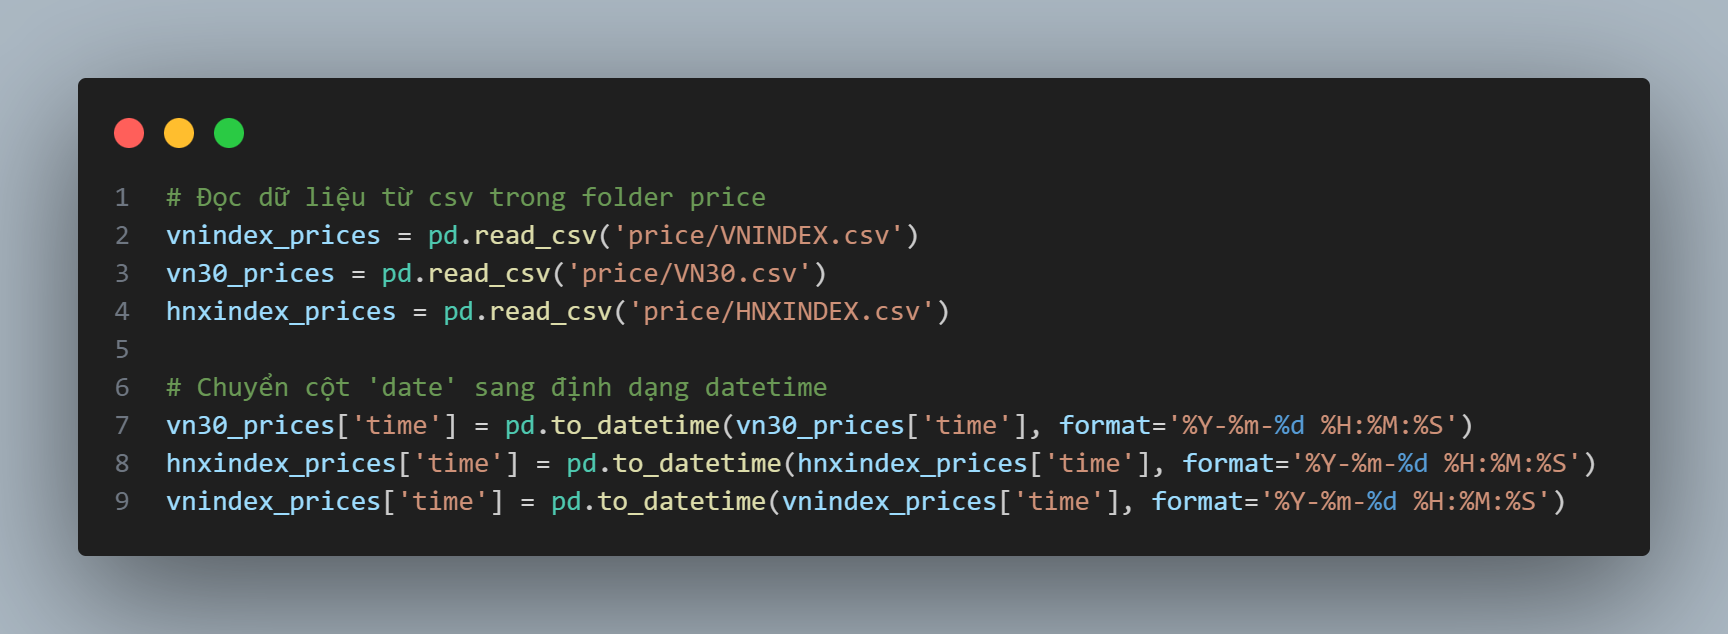 1 # Đọc dữ liệu từ csv trong folder price
2 vnindex_prices = pd.read_csv('price/VNINDEX.csv')
3 vn30_prices = pd.read_csv('price/VN30.csv')
4 hnxindex_prices = pd.read_csv('price/HNXINDEX.csv')
5
6 # Chuyển cột 'date' sang định dạng datetime
7 vn30_prices['time'] = pd.to_datetime(vn30_prices['time'], format='%Y-%m-%d %H:%M:%S')
8 hnxindex_prices['time'] = pd.to_datetime(hnxindex_prices['time'], format='%Y-%m-%d %H:%M:%S')
9 vnindex_prices['time'] = pd.to_datetime(vnindex_prices['time'], format='%Y-%m-%d %H:%M:%S')